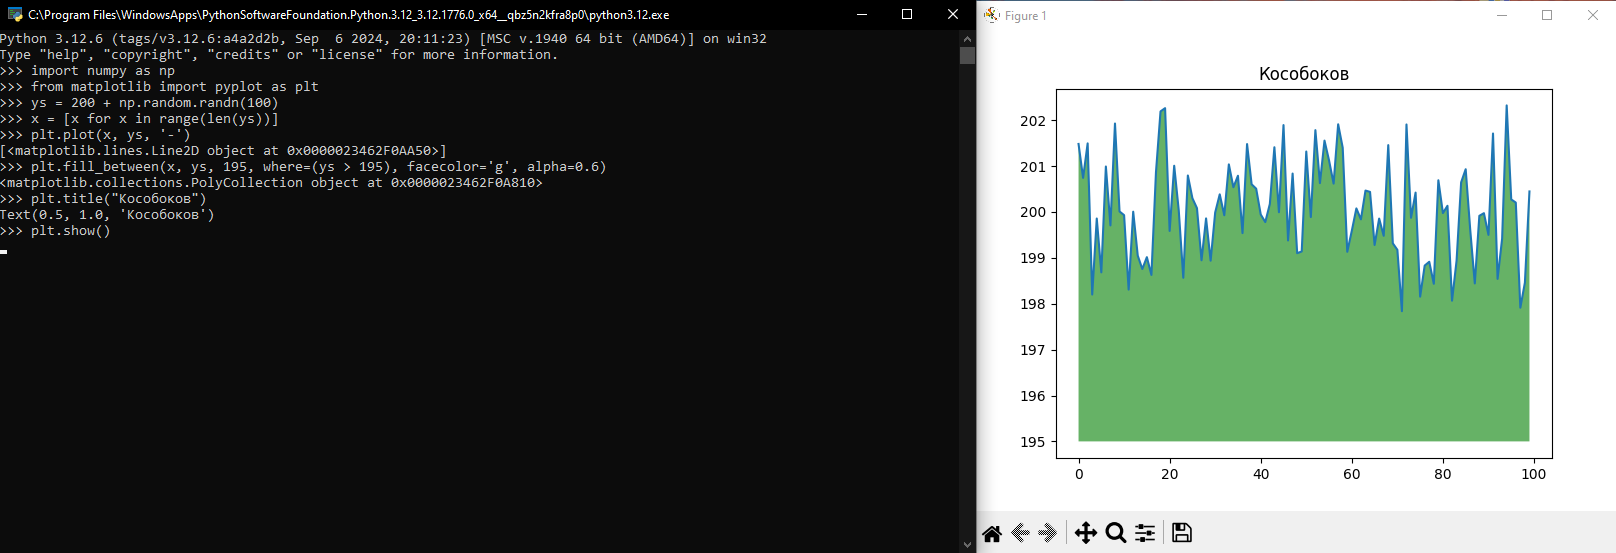 C:\Program Files\WindowsApps\PythonSoftwareFoundation.Python.3.12_3.12.1776.0_x64__qbz5n2kfra8p0\python3.12.exe
Python 3.12.6 (tags/v3.12.6:a4a2d2b, Sep  6 2024, 20:11:23) [MSC v.1940 64 bit (AMD64)] on win32
Type "help", "copyright", "credits" or "license" for more information.
>>> import numpy as np
>>> from matplotlib import pyplot as plt
>>> ys = 200 + np.random.randn(100)
>>> x = [x for x in range(len(ys))]
>>> plt.plot(x, ys, '-')
[<matplotlib.lines.Line2D object at 0x0000023462F0AA50>]
>>> plt.fill_between(x, ys, 195, where=(ys > 195), facecolor='g', alpha=0.6)
<matplotlib.collections.PolyCollection object at 0x0000023462F0A810>
>>> plt.title("Кособоков")
Text(0.5, 1.0, 'Кособоков')
>>> plt.show()
Figure 1
Кособоков
202
201
200
199
198
197
196
195
0 20 40 60 80 100